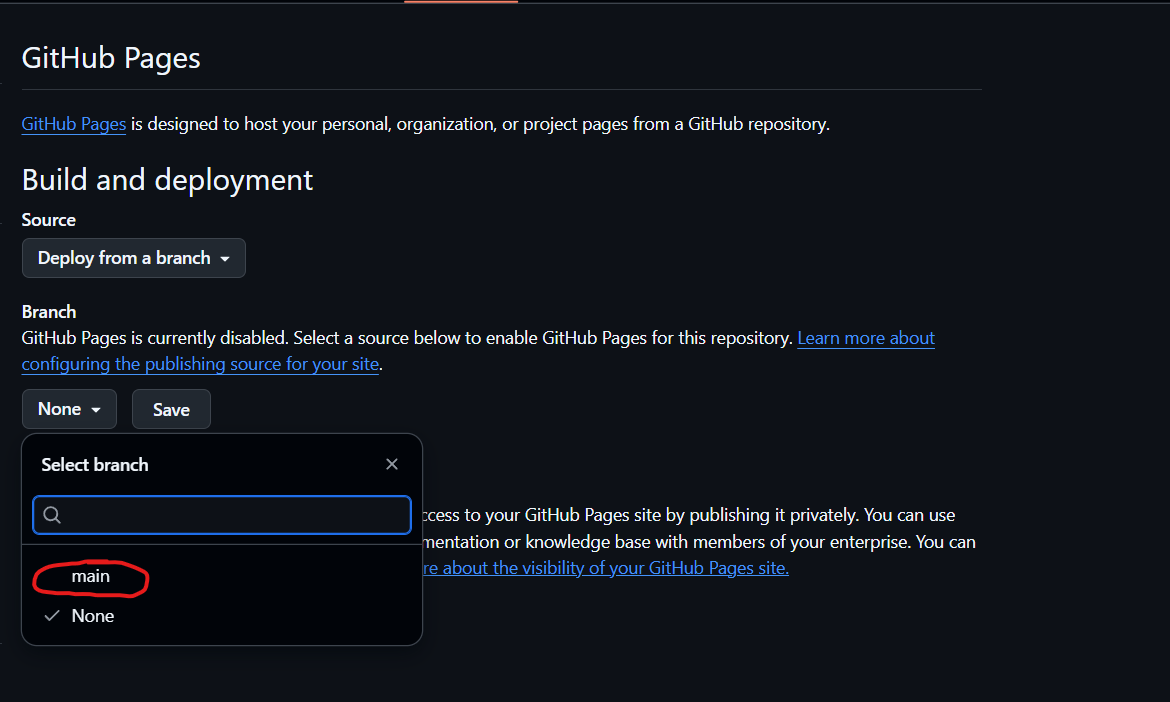 GitHub Pages
GitHub Pages is designed to host your personal, organization, or project pages from a GitHub repository.
Build and deployment
Source
Deploy from a branch
Branch
GitHub Pages is currently disabled. Select a source below to enable GitHub Pages for this repository. Learn more about
configuring the publishing source for your site.
None
Save
Select branch
to your GitHub Pages site by publishing it privately. You can use
or knowledge base with members of your enterprise. You can
about the visibility of your GitHub Pages site.
main
None